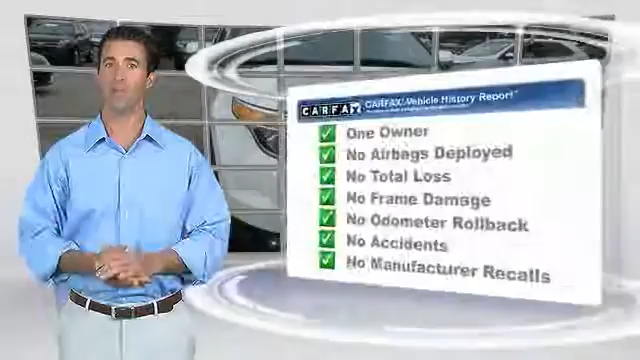 CARFAX CARFAX Vehicle History Report™
One Owner
No Airbags Deployed
No Total Loss
No Frame Damage
No Odometer Rollback
No Accidents
No Manufacturer Recalls